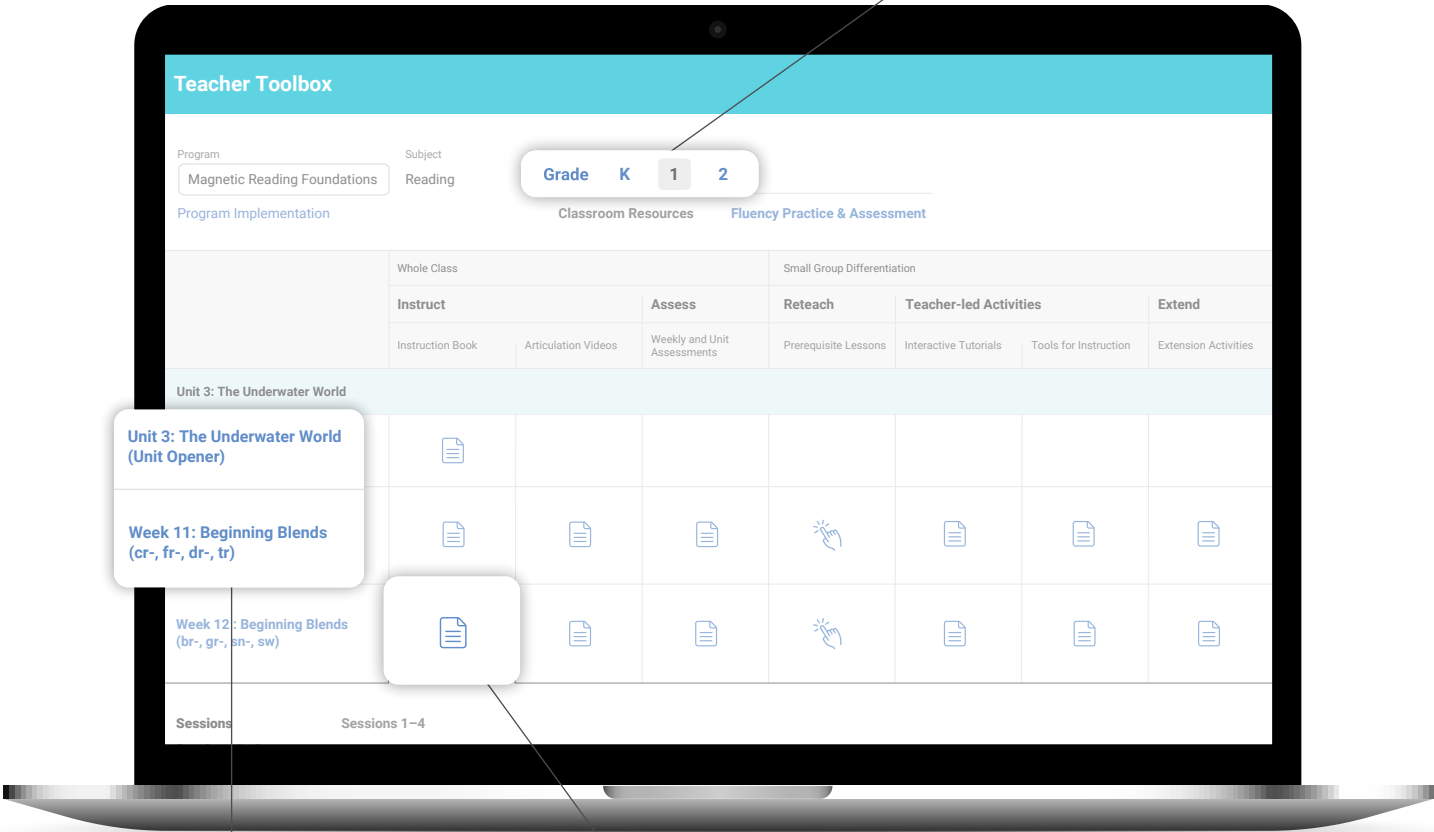 Teacher Toolbox
Program
Subject
Magnetic Reading Foundations
Reading
Grade K 1 2
Program Implementation
Classroom Resources
Fluency Practice & Assessment
Whole Class
Small Group Differentiation
Instruct
Assess
Reteach
Teacher-led Activities
Extend
Instruction Book
Articulation Videos
Weekly and Unit
Assessments
Prerequisite Lessons
Interactive Tutorials
Tools for Instruction
Extension Activities
Unit 3: The Underwater World
Unit 3: The Underwater World
(Unit Opener)
Week 11: Beginning Blends
(cr-, fr-, dr-, tr)
Week 12: Beginning Blends
(br-, gr-, sn-, sw)
Sessions
Sessions 1–4